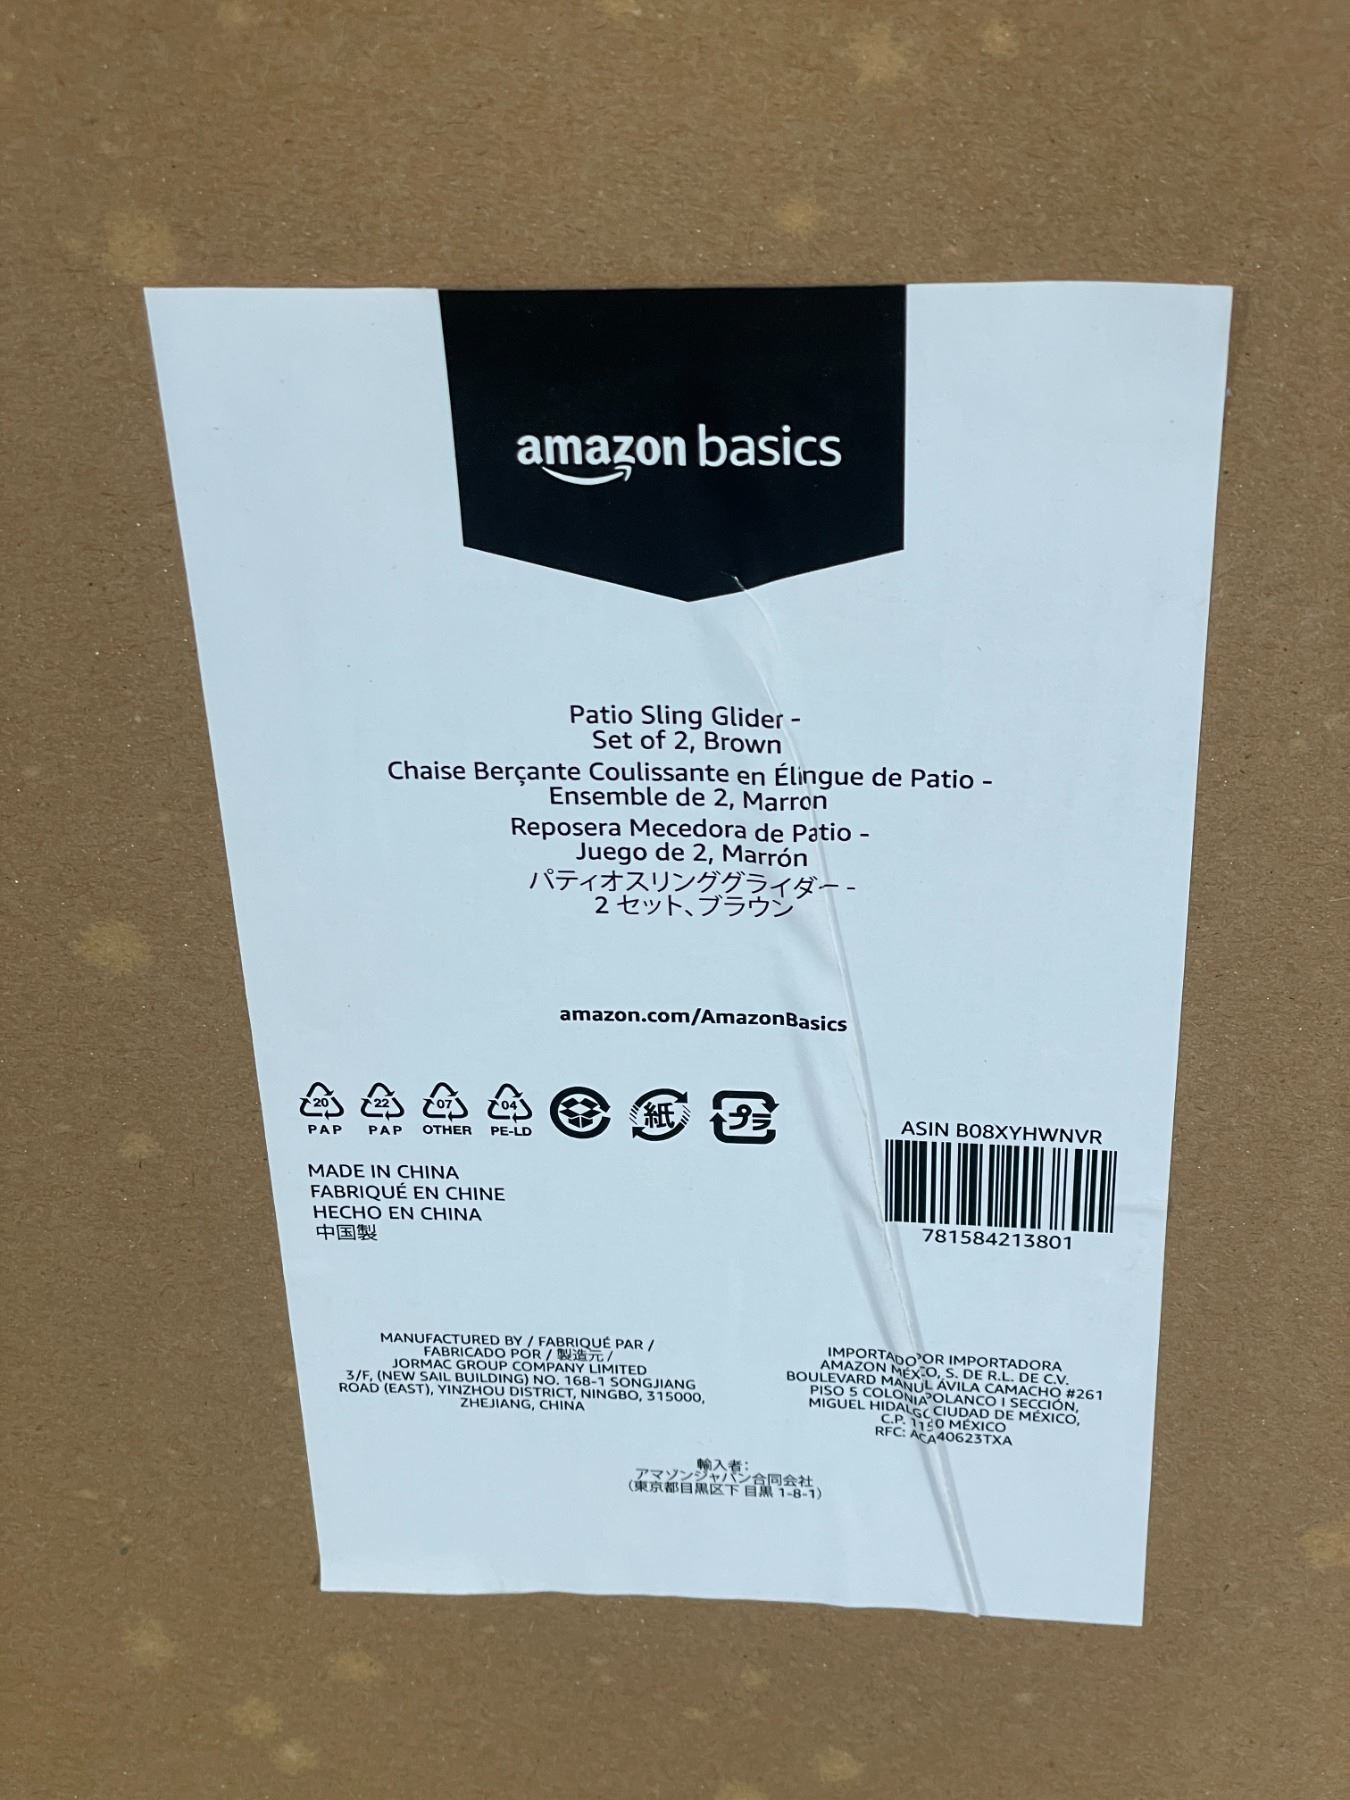 amazon basics
Patio Sling Glider -
Set of 2, Brown
Chaise Berçante Coulissante en Élingue de Patio -
Ensemble de 2, Marron
Reposera Mecedora de Patio -
Juego de 2, Marrón
パティオスリンググライダー -
2 セット、ブラウン
amazon.com/AmazonBasics
20 22 07 04 紙 プラ
PAP PAP OTHER PE-LD
MADE IN CHINA
FABRIQUÉ EN CHINE
HECHO EN CHINA
中国製
ASIN B08XYHWNVR
781584213801
MANUFACTURED BY / FABRIQUÉ PAR /
FABRICADO POR / 製造元 /
JORMAC GROUP COMPANY LIMITED
3/F, (NEW SAIL BUILDING) NO. 168-1 SONGJIANG
ROAD (EAST), YINZHOU DISTRICT, NINGBO, 315000,
ZHEJIANG, CHINA
IMPORTADO POR IMPORTADORA
AMAZON MÉXICO, S. DE R.L. DE C.V.
BOULEVARD MANUL ÁVILA CAMACHO #261
PISO 5 COLONIA POLANCO I SECCIÓN,
MIGUEL HIDALGO CIUDAD DE MÉXICO,
C.P. MÉXICO
RFC:
輸入者:
アマゾンジャパン合同会社
(東京都目黒区下 目黒 1-8-1)